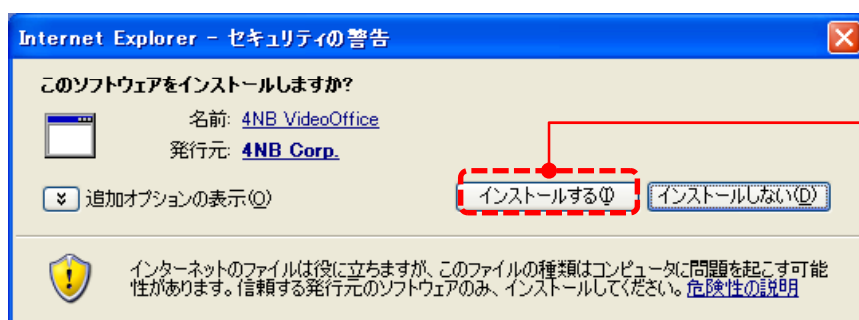 Internet Explorer - セキュリティの警告
このソフトウェアをインストールしますか?
名前: 4NB VideoOffice
発行元: 4NB Corp.
追加オプションの表示(O)
インストールする(I)
インストールしない(D)
インターネットのファイルは役に立ちますが、このファイルの種類はコンピュータに問題を起こす可能
性があります。信頼する発行元のソフトウェアのみ、インストールしてください。危険性の説明